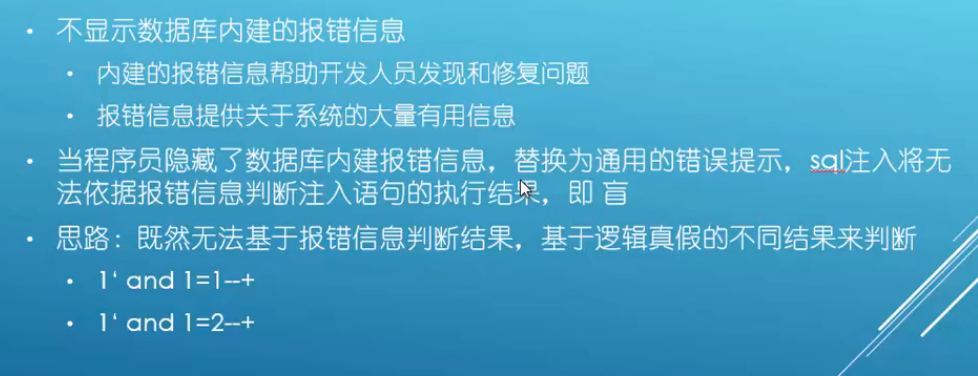 不显示数据库内建的报错信息
内建的报错信息帮助开发人员发现和修复问题
报错信息提供关于系统的大量有用信息
当程序员隐藏了数据库内建报错信息，替换为通用的错误提示，sql注入将无
法依据报错信息判断注入语句的执行结果，即 盲
思路：既然无法基于报错信息判断结果，基于逻辑真假的不同结果来判断
1‘ and 1=1--+
1‘ and 1=2--+